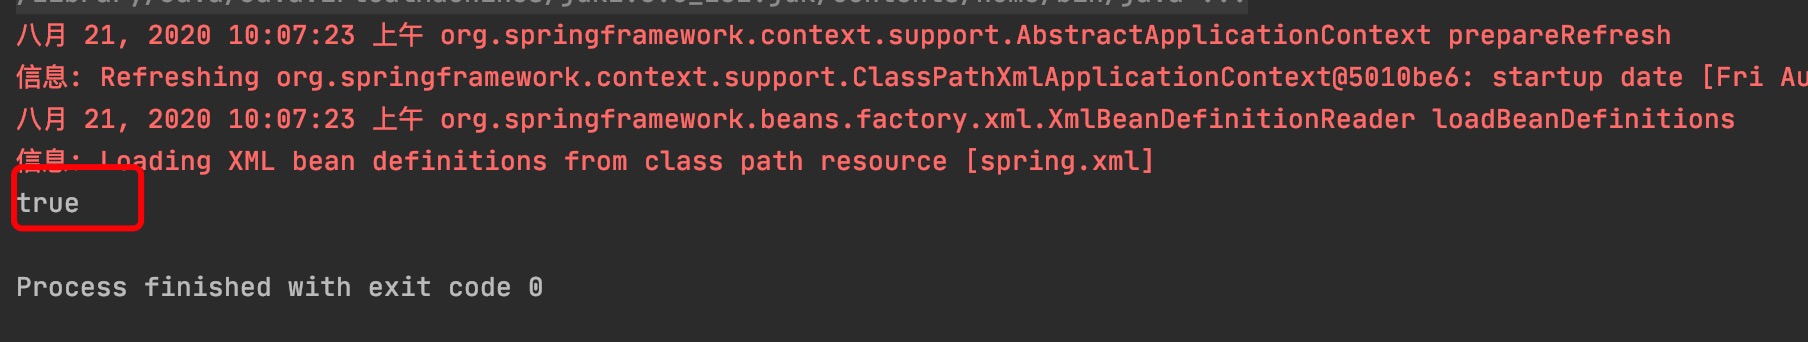 八月 21, 2020 10:07:23 上午 org.springframework.context.support.AbstractApplicationContext prepareRefresh
信息: Refreshing org.springframework.context.support.ClassPathXmlApplicationContext@5010be6: startup date [Fri Au
八月 21, 2020 10:07:23 上午 org.springframework.beans.factory.xml.XmlBeanDefinitionReader loadBeanDefinitions
信息: Loading XML bean definitions from class path resource [spring.xml]
true
Process finished with exit code 0